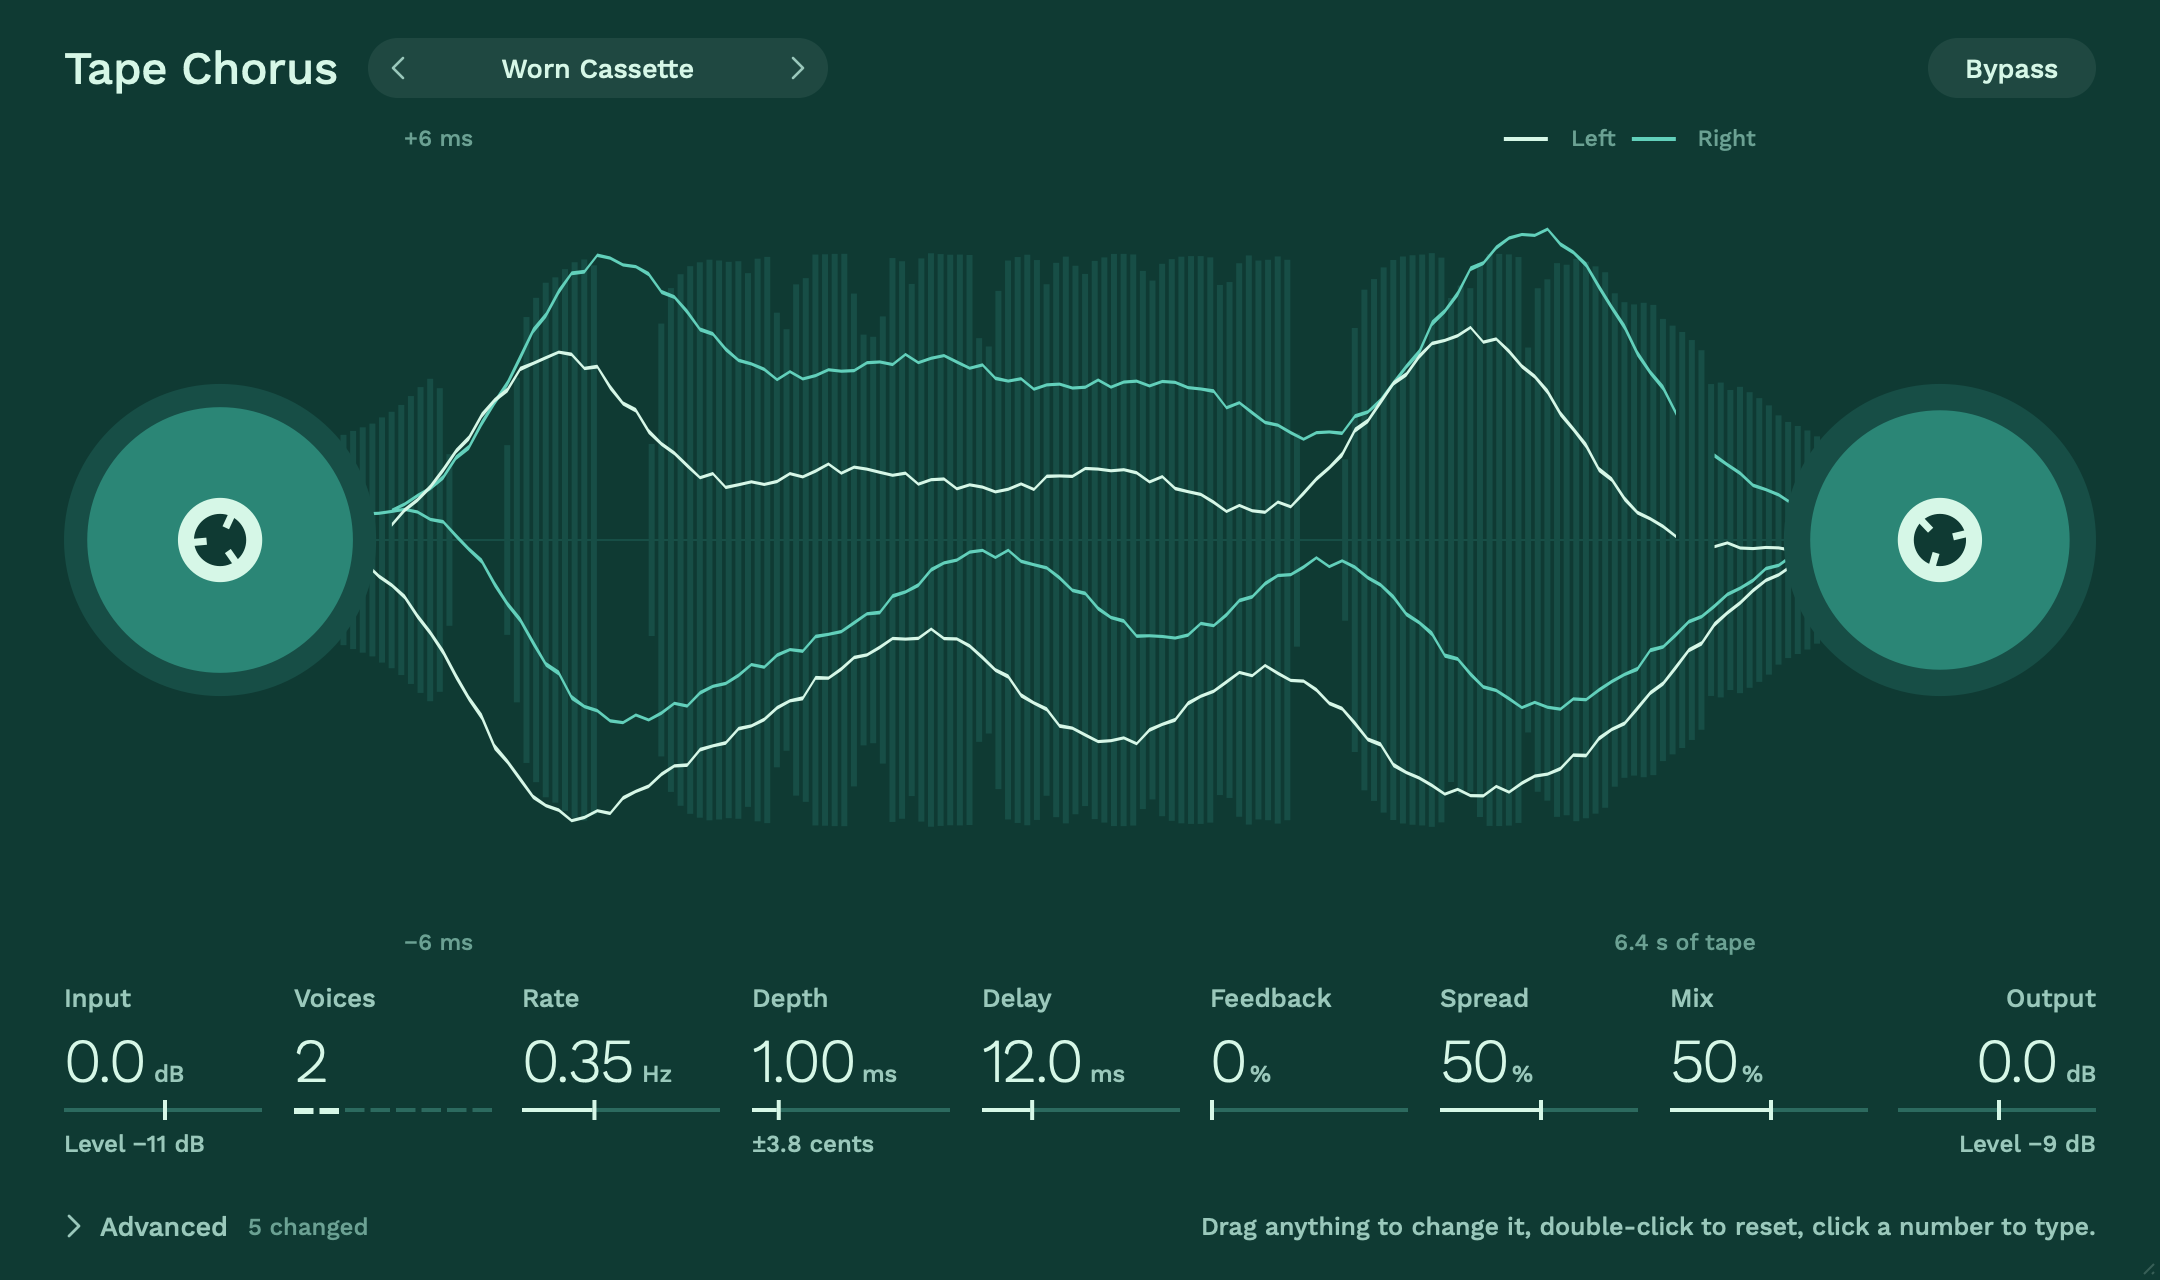 Tape Chorus
Worn Cassette
Bypass
+6 ms
Left
Right
−6 ms
6.4 s of tape
Input
Voices
Rate
Depth
Delay
Feedback
Spread
Mix
Output
0.0 dB
2
0.35 Hz
1.00 ms
12.0 ms
0 %
50 %
50 %
0.0 dB
Level −11 dB
±3.8 cents
Level −9 dB
Advanced
5 changed
Drag anything to change it, double-click to reset, click a number to type.